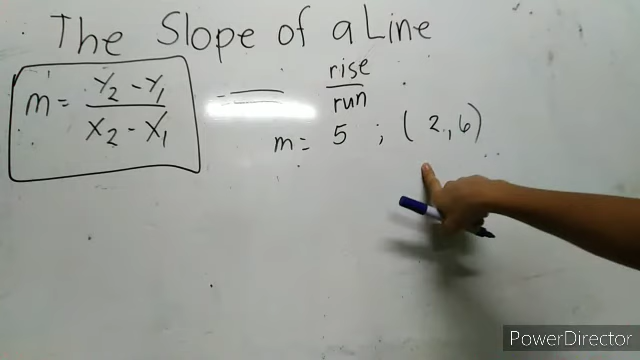 The Slope of a Line
m = Y₂ - Y₁ / X₂ - X₁ = rise / run
m = 5 ; (2, 6)
PowerDirector